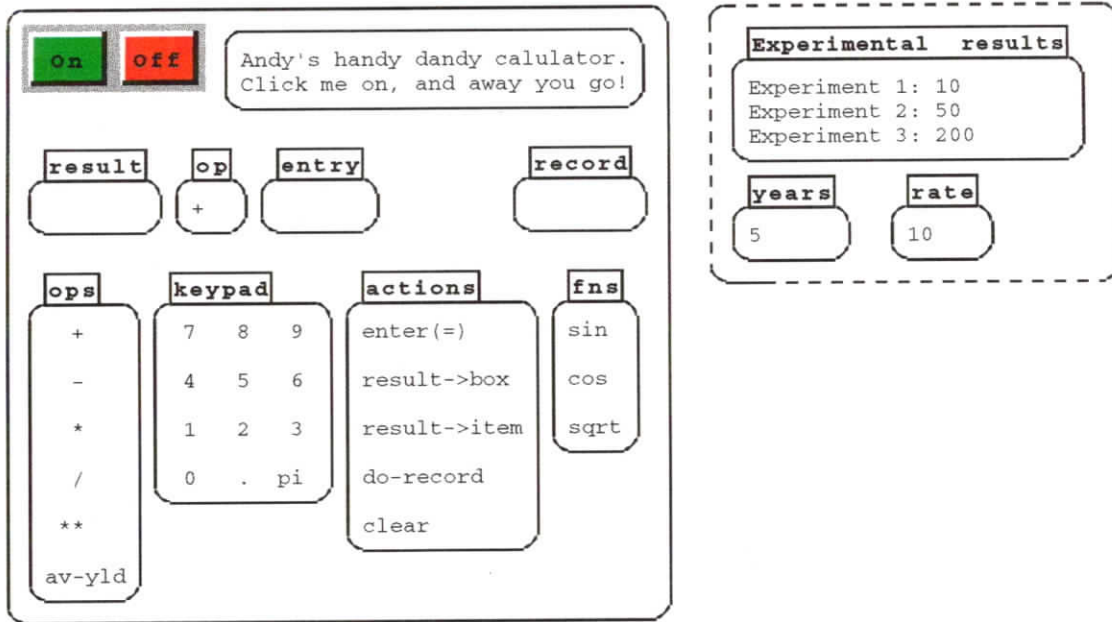 on off
Andy's handy dandy calulator.
Click me on, and away you go!
result op entry record
+
ops keypad actions fns
+ 7 8 9 enter(=) sin
- 4 5 6 result->box cos
* 1 2 3 result->item sqrt
/ 0 . pi do-record
** clear
av-yld
Experimental results
Experiment 1: 10
Experiment 2: 50
Experiment 3: 200
years rate
5 10